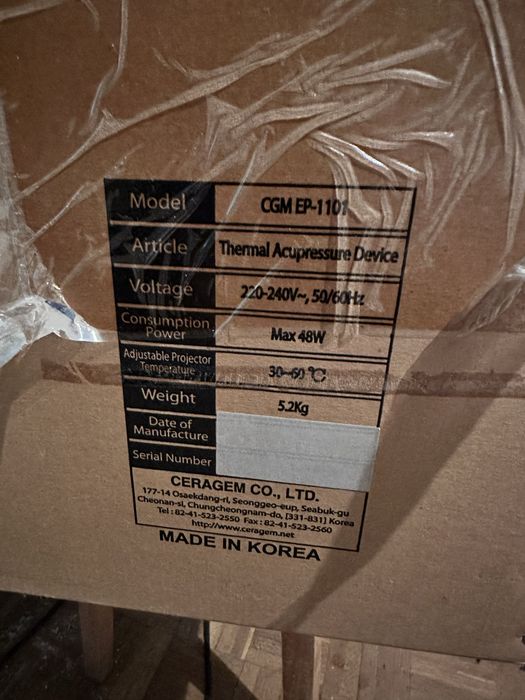 Model CGM EP-1101
Article Thermal Acupressure Device
Voltage 220-240V~, 50/60Hz
Consumption
Power Max 48W
Adjustable Projector
Temperature 30~60℃
Weight 5.2Kg
Date of
Manufacture
Serial Number
CERAGEM CO., LTD.
177-14 Osaekdang-ri, Seonggeo-eup, Seabuk-gu
Cheonan-si, Chungcheongnam-do, [331-831] Korea
Tel : 82-41-523-2550 Fax : 82-41-523-2560
http://www.ceragem.net
MADE IN KOREA